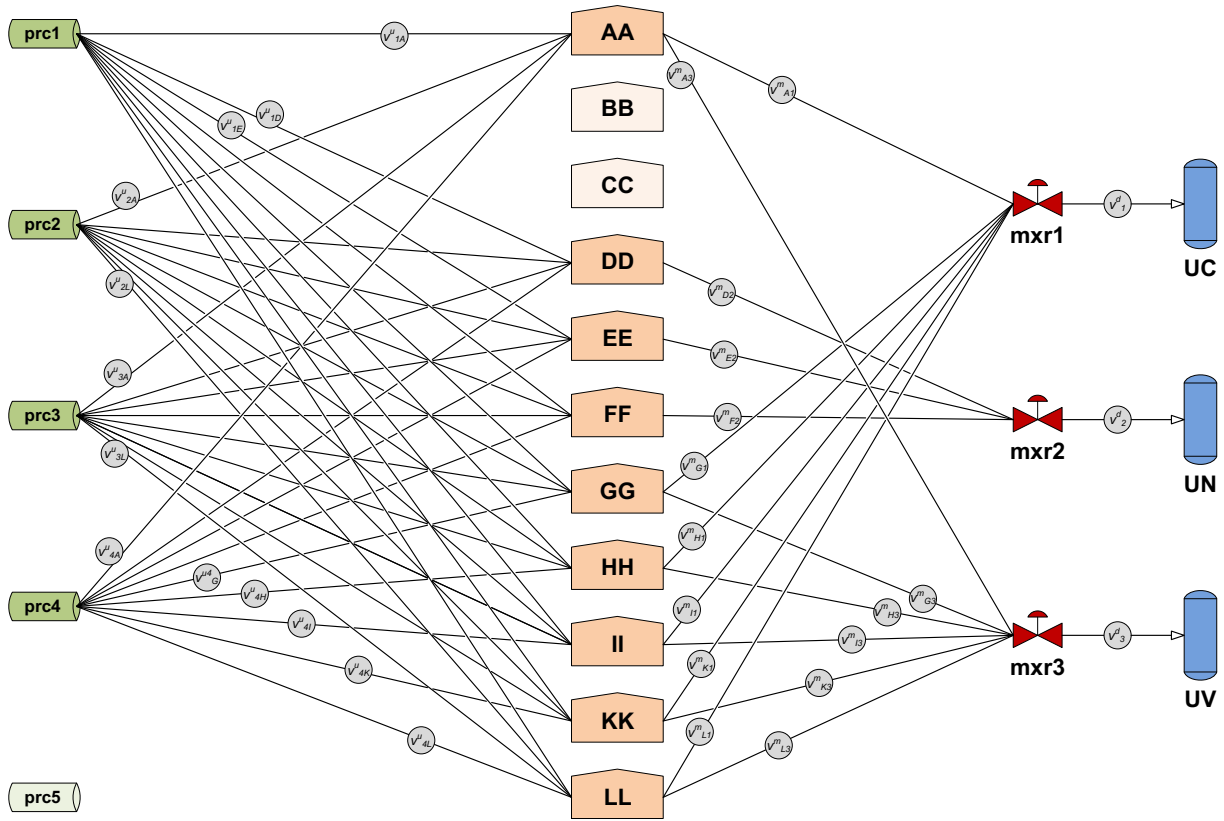 prc1
prc2
prc3
prc4
prc5
v^u_1A
v^u_1D
v^u_1E
v^u_2A
v^u_2L
v^u_3A
v^u_3L
v^u_4A
v^u4_G
v^u_4H
v^u_4I
v^u_4K
v^u_4L
AA
BB
CC
DD
EE
FF
GG
HH
II
KK
LL
v^m_A3
v^m_A1
v^m_D2
v^m_E2
v^m_F2
v^m_G1
v^m_H1
v^m_G3
v^m_H3
v^m_I1
v^m_I3
v^m_K1
v^m_K3
v^m_L1
v^m_L3
mxr1
mxr2
mxr3
v^d_1
v^d_2
v^d_3
UC
UN
UV